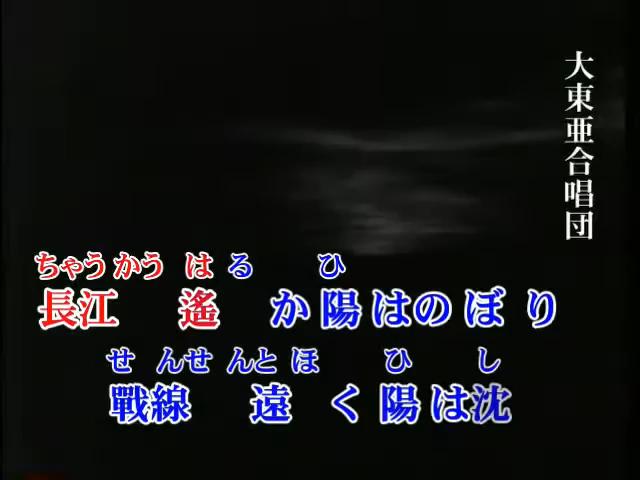 大東亜合唱団
ちゃうかう はる ひ
長江 遙か陽はのぼり
せんせんとほ ひ し
戰線 遠く陽は沈